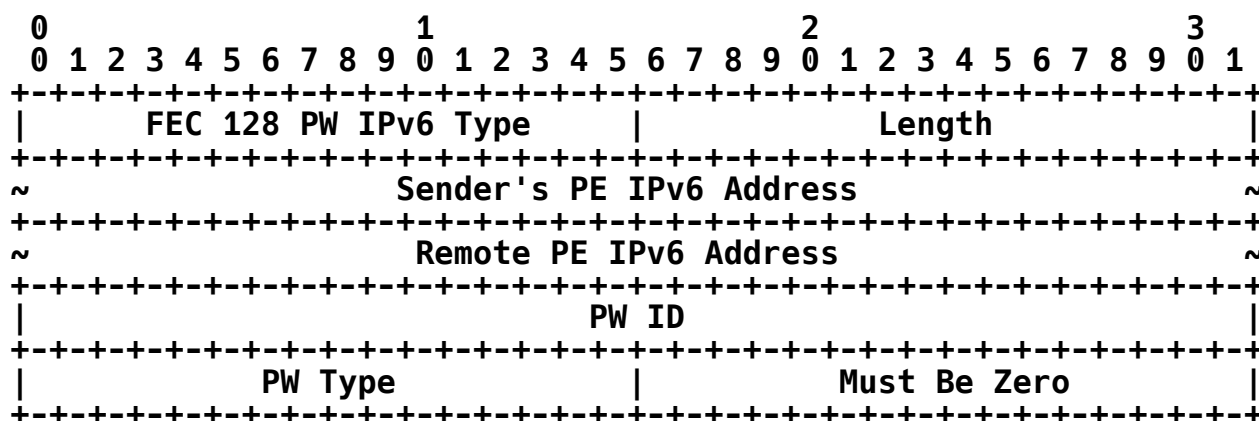 0                   1                   2                   3
 0 1 2 3 4 5 6 7 8 9 0 1 2 3 4 5 6 7 8 9 0 1 2 3 4 5 6 7 8 9 0 1
+-+-+-+-+-+-+-+-+-+-+-+-+-+-+-+-+-+-+-+-+-+-+-+-+-+-+-+-+-+-+-+-+
|      FEC 128 PW IPv6 Type     |            Length             |
+-+-+-+-+-+-+-+-+-+-+-+-+-+-+-+-+-+-+-+-+-+-+-+-+-+-+-+-+-+-+-+-+
~                   Sender's PE IPv6 Address                    ~
+-+-+-+-+-+-+-+-+-+-+-+-+-+-+-+-+-+-+-+-+-+-+-+-+-+-+-+-+-+-+-+-+
~                    Remote PE IPv6 Address                     ~
+-+-+-+-+-+-+-+-+-+-+-+-+-+-+-+-+-+-+-+-+-+-+-+-+-+-+-+-+-+-+-+-+
|                             PW ID                             |
+-+-+-+-+-+-+-+-+-+-+-+-+-+-+-+-+-+-+-+-+-+-+-+-+-+-+-+-+-+-+-+-+
|            PW Type            |          Must Be Zero         |
+-+-+-+-+-+-+-+-+-+-+-+-+-+-+-+-+-+-+-+-+-+-+-+-+-+-+-+-+-+-+-+-+